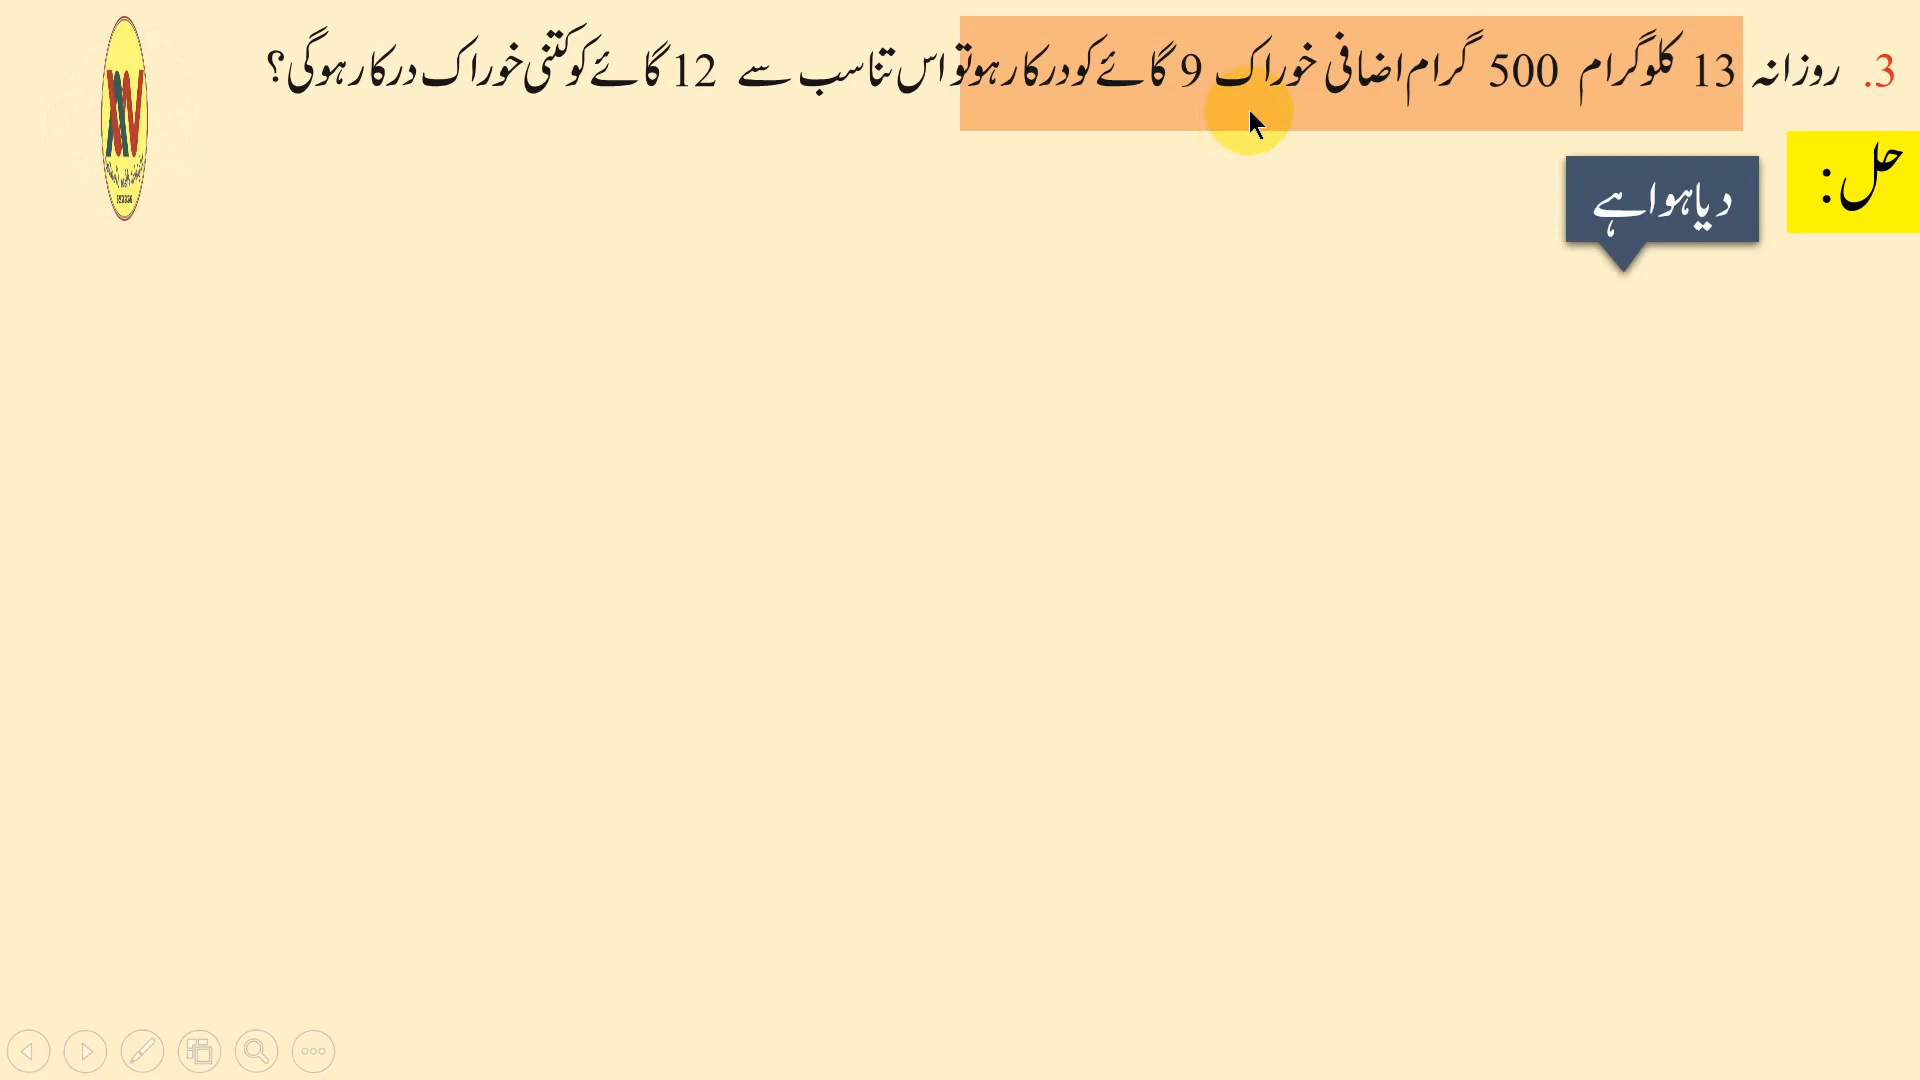 3. روزانہ 13 کلوگرام 500 گرام اضافی خوراک 9 گائے کو درکار ہو تو اس تناسب سے 12 گائے کو کتنی خوراک درکار ہوگی؟
حل:
دیا ہوا ہے